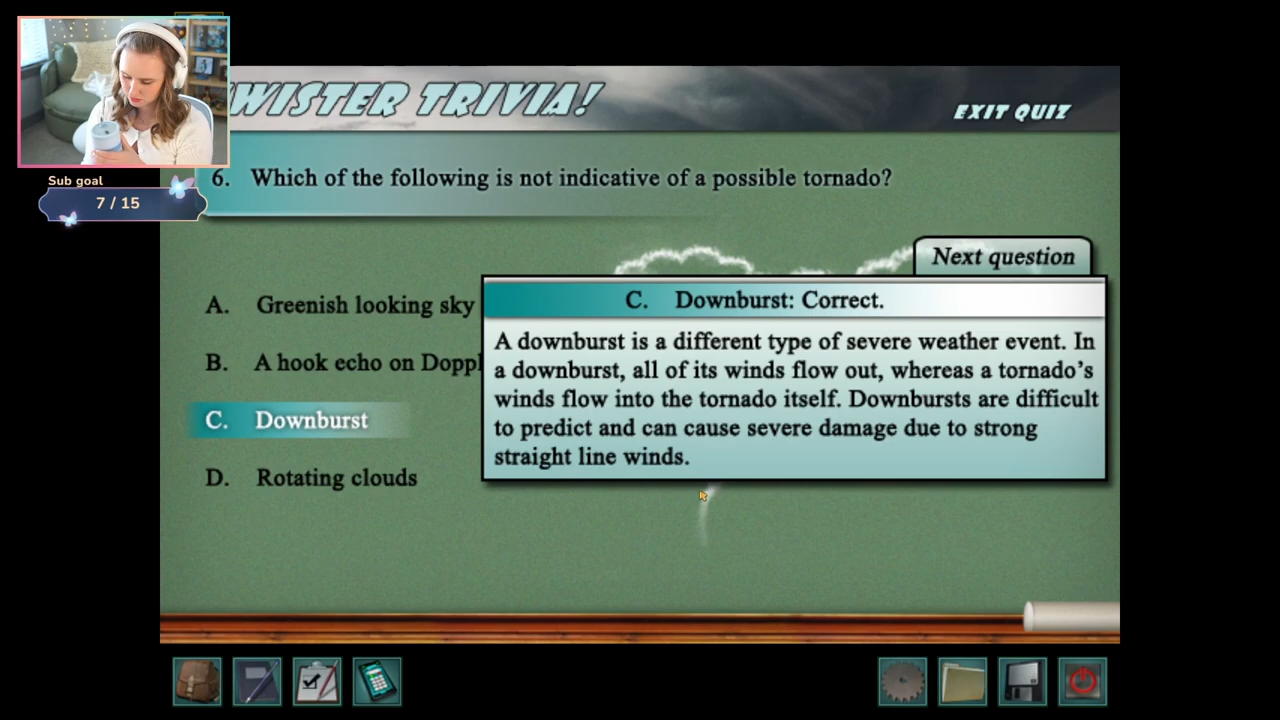 WISTER TRIVIA!
EXIT QUIZ
Sub goal
7 / 15
6. Which of the following is not indicative of a possible tornado?
Next question
A. Greenish looking sky
B. A hook echo on Doppl
C. Downburst
D. Rotating clouds
C. Downburst: Correct.
A downburst is a different type of severe weather event. In
a downburst, all of its winds flow out, whereas a tornado's
winds flow into the tornado itself. Downbursts are difficult
to predict and can cause severe damage due to strong
straight line winds.